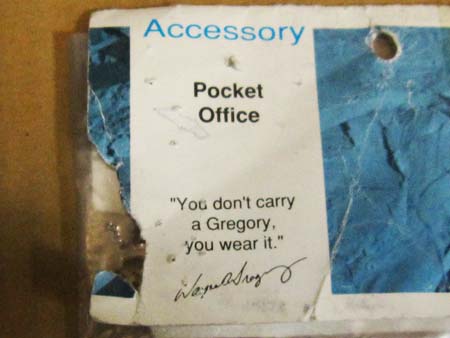 Accessory
Pocket
Office
"You don't carry
a Gregory,
you wear it."